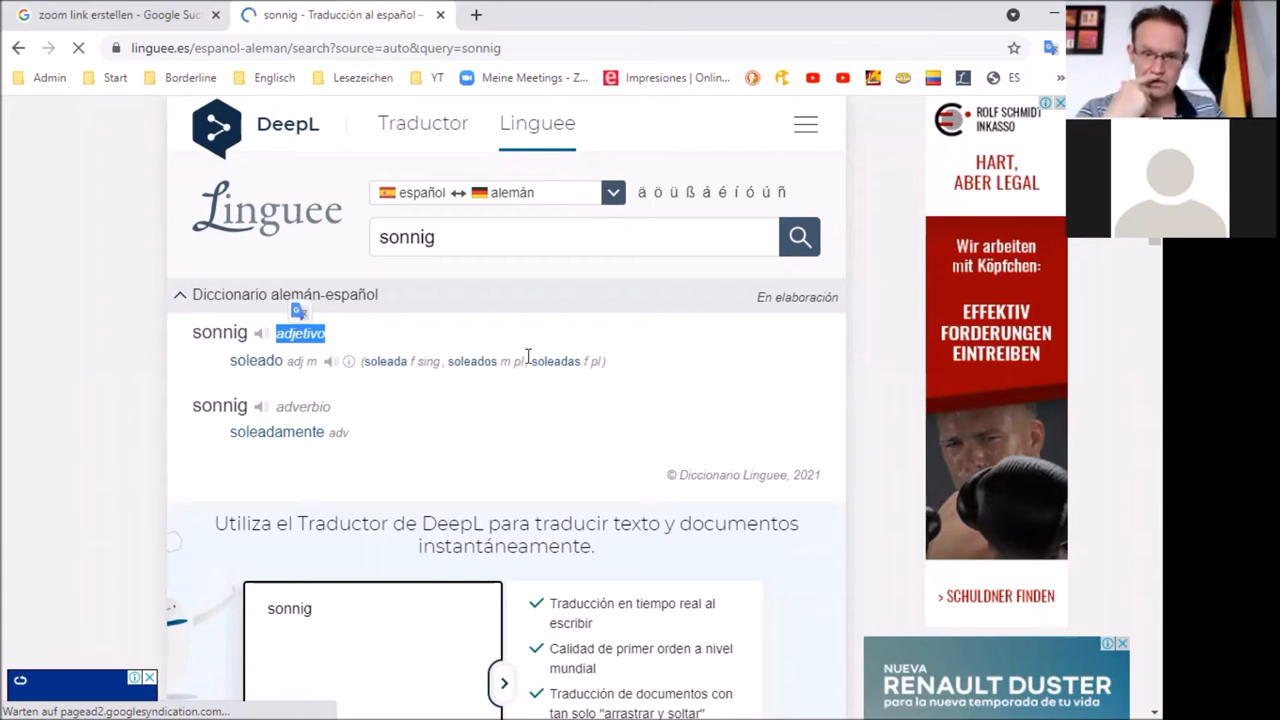 zoom link erstellen - Google Suc
sonnig - Traducción al español –
linguee.es/espanol-aleman/search?source=auto&query=sonnig
Admin
Start
Borderline
Englisch
Lesezeichen
YT
Meine Meetings - Z...
Impresiones | Onlin...
ES
»
DeepL
Traductor
Linguee
Linguee
español ↔ alemán
ä ö ü ß á é í ó ú ñ
sonnig
Diccionario alemán-español
En elaboración
sonnig adjetivo
soleado adj m (soleada f sing, soleados m pl, soleadas f pl)
sonnig adverbio
soleadamente adv
© Diccionario Linguee, 2021
Utiliza el Traductor de DeepL para traducir texto y documentos
instantáneamente.
sonnig
Traducción en tiempo real al
escribir
Calidad de primer orden a nivel
mundial
Traducción de documentos con
tan solo "arrastrar y soltar"
ROLF SCHMIDT
INKASSO
HART,
ABER LEGAL
Wir arbeiten
mit Köpfchen:
EFFEKTIV
FORDERUNGEN
EINTREIBEN
> SCHULDNER FINDEN
NUEVA
RENAULT DUSTER
para la nueva temporada de tu vida
Warten auf pagead2.googlesyndication.com...